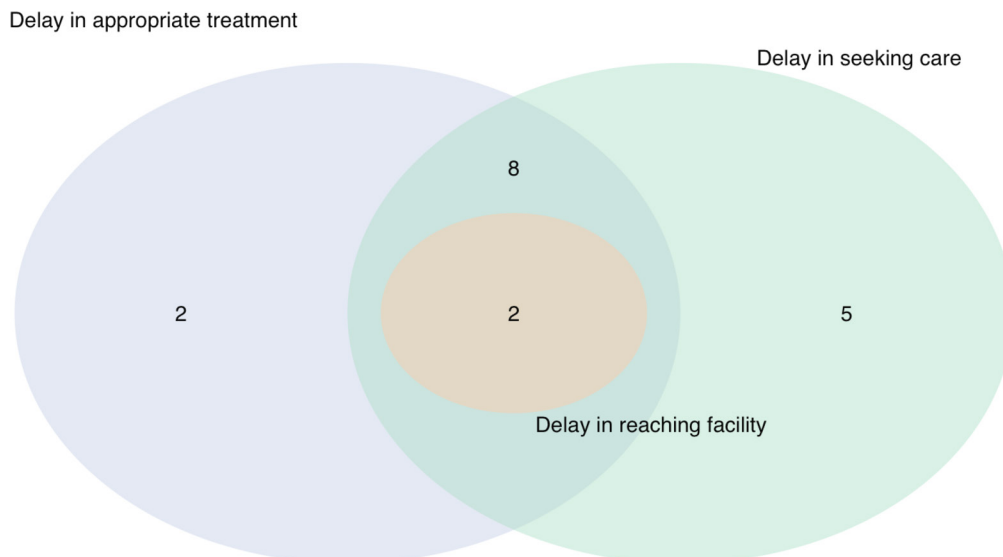 Delay in appropriate treatment
Delay in seeking care
8
2
2
5
Delay in reaching facility